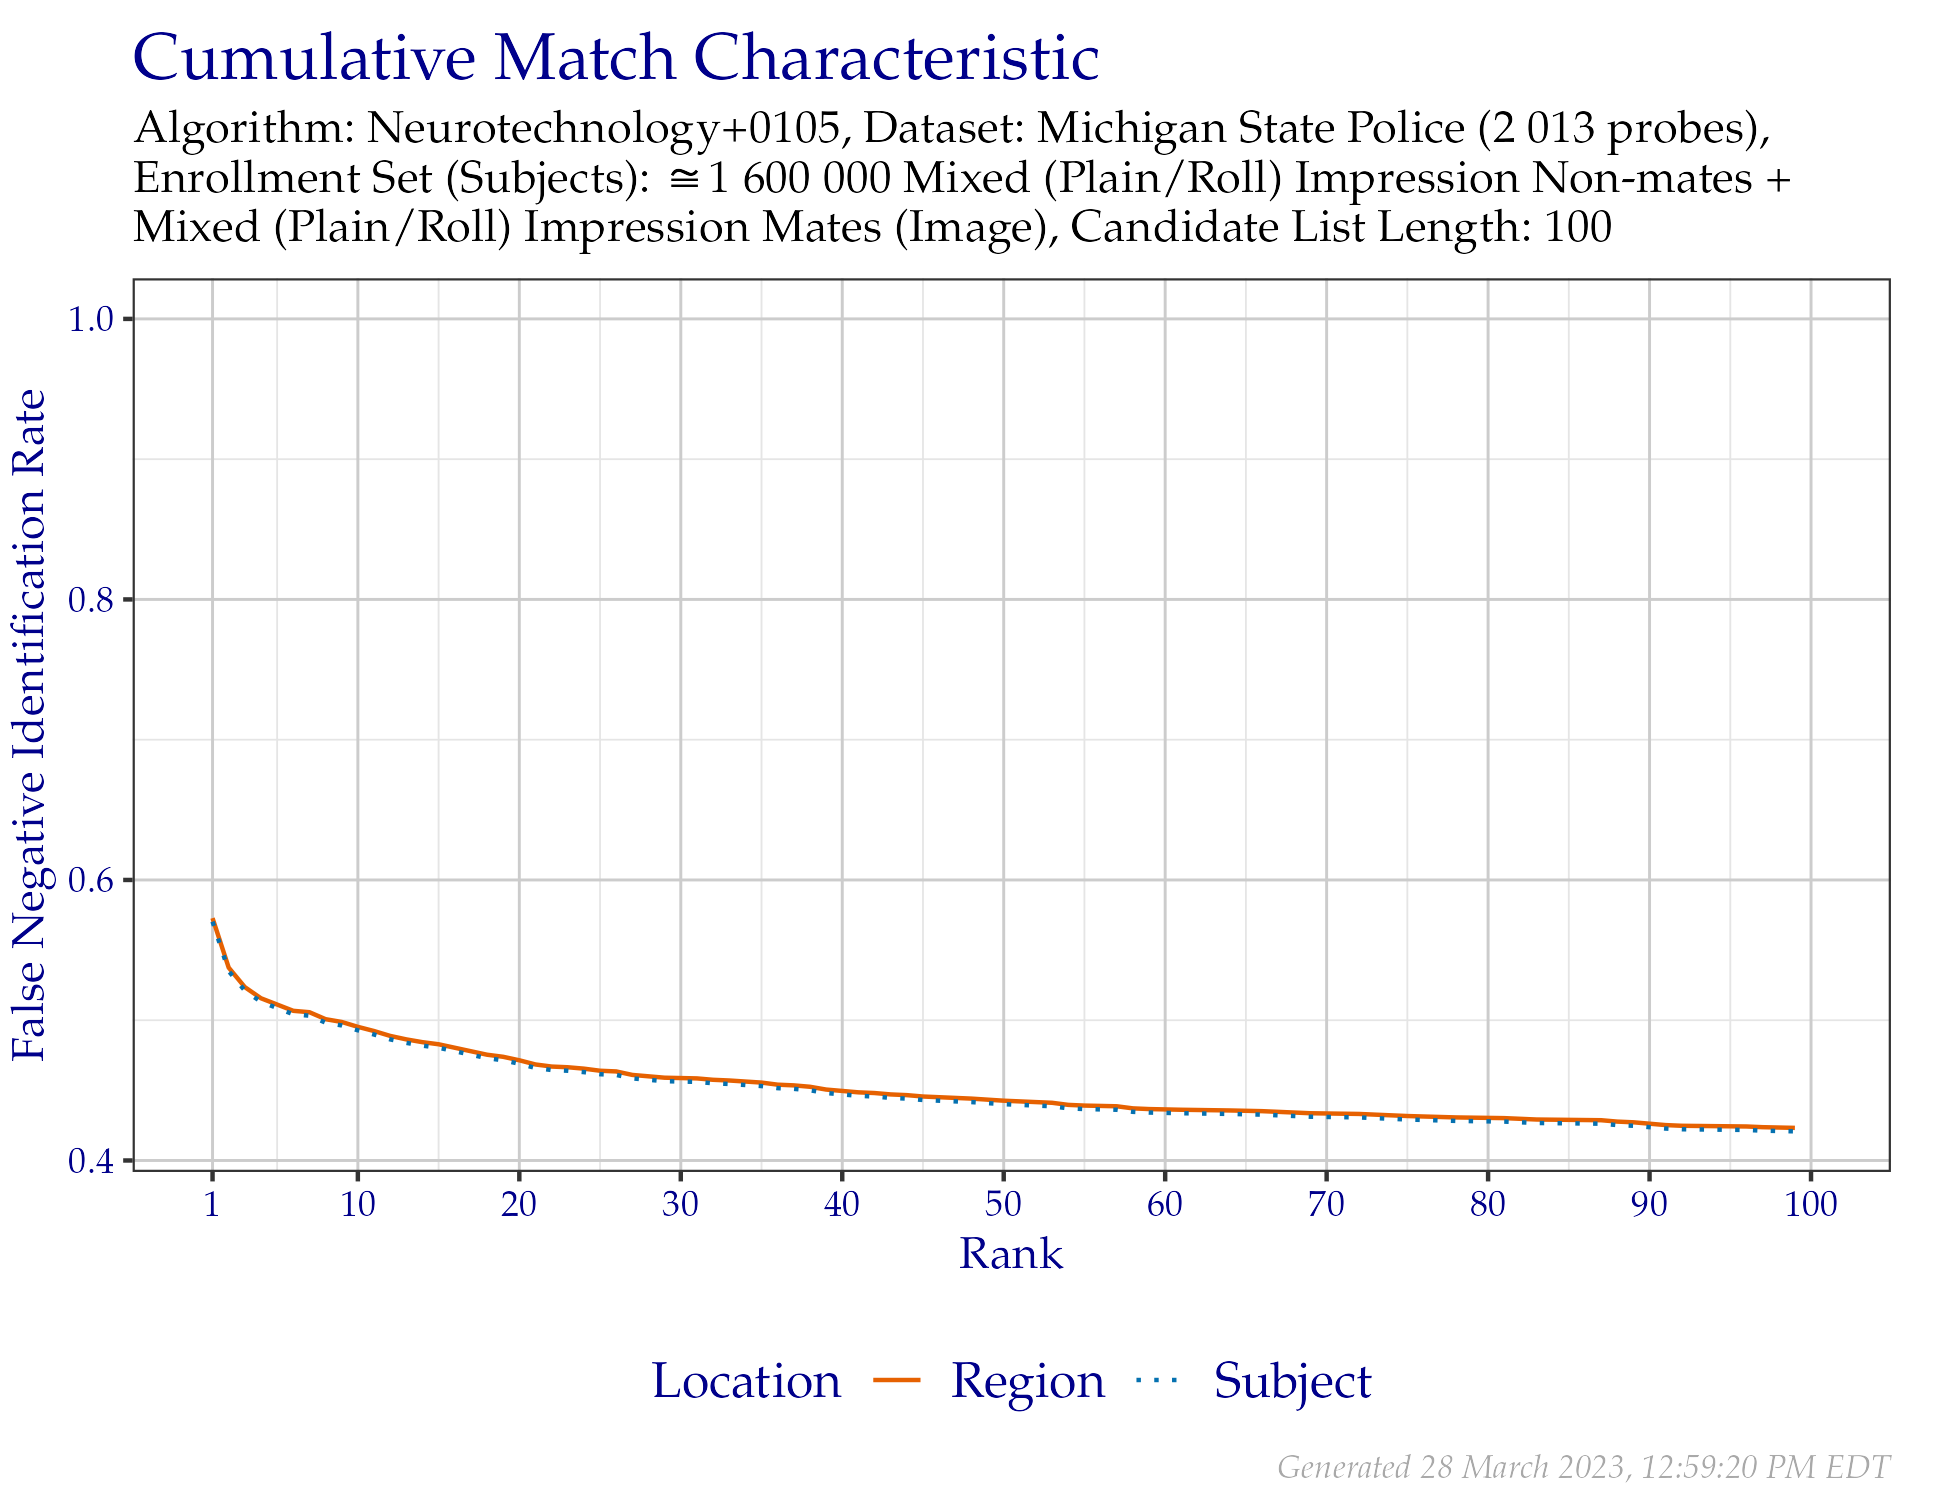 Cumulative Match Characteristic
Algorithm: Neurotechnology+0105, Dataset: Michigan State Police (2 013 probes),
Enrollment Set (Subjects): ≅1 600 000 Mixed (Plain/Roll) Impression Non-mates +
Mixed (Plain/Roll) Impression Mates (Image), Candidate List Length: 100
False Negative Identification Rate
1.0
0.8
0.6
0.4
1 10 20 30 40 50 60 70 80 90 100
Rank
Location Region Subject
Generated 28 March 2023, 12:59:20 PM EDT